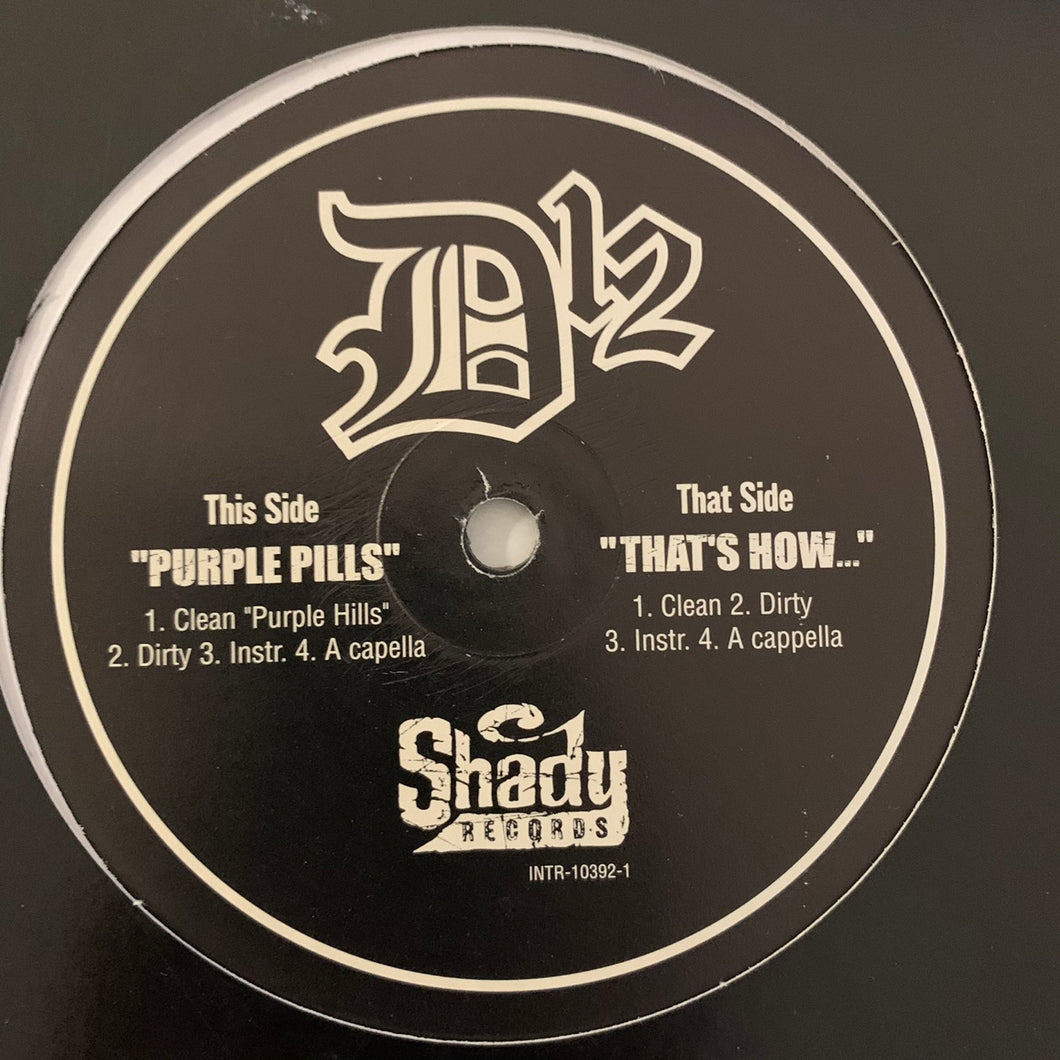 D12
This Side
"PURPLE PILLS"
1. Clean "Purple Hills"
2. Dirty 3. Instr. 4. A capella
That Side
"THAT'S HOW..."
1. Clean 2. Dirty
3. Instr. 4. A cappella
Shady
RECORDS
INTR-10392-1